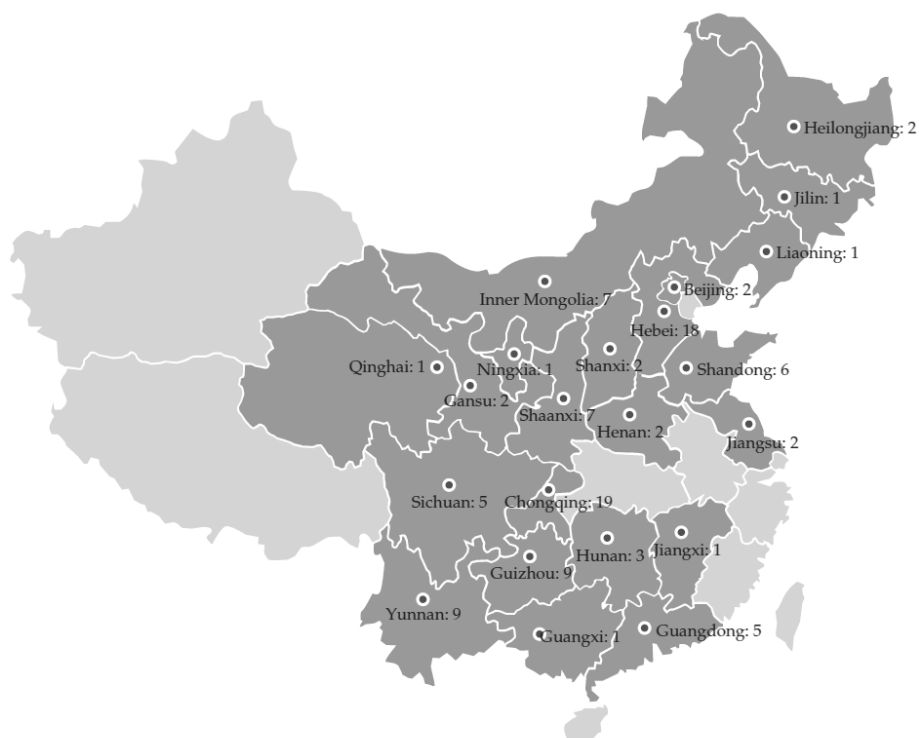 Heilongjiang: 2
Jilin: 1
Liaoning: 1
Beijing: 2
Inner Mongolia: 7
Hebei: 18
Shanxi: 2
Qinghai: 1
Ningxia: 1
Shandong: 6
Gansu: 2
Shaanxi: 7
Henan: 2
Jiangsu: 2
Sichuan: 5
Chongqing: 19
Hunan: 3
Jiangxi: 1
Guizhou: 9
Yunnan: 9
Guangxi: 1
Guangdong: 5